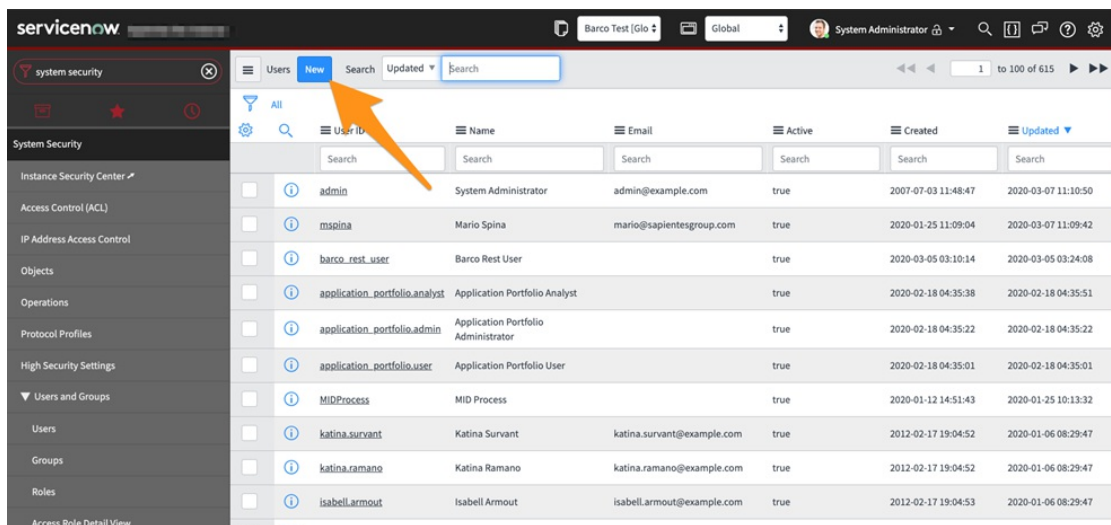 servicenow
Barco Test [Glo
Global
System Administrator
system security
Users
New
Search
Updated
Search
1 to 100 of 615
All
System Security
Instance Security Center
Access Control (ACL)
IP Address Access Control
Objects
Operations
Protocol Profiles
High Security Settings
Users and Groups
Users
Groups
Roles
Access Role Detail View
User ID Name Email Active Created Updated
Search Search Search Search Search Search
admin System Administrator admin@example.com true 2007-07-03 11:48:47 2020-03-07 11:10:50
mspina Mario Spina mario@sapientesgroup.com true 2020-01-25 11:09:04 2020-03-07 11:09:42
barco_rest_user Barco Rest User true 2020-03-05 03:10:14 2020-03-05 03:24:08
application_portfolio.analyst Application Portfolio Analyst true 2020-02-18 04:35:38 2020-02-18 04:35:51
application_portfolio.admin Application Portfolio Administrator true 2020-02-18 04:35:22 2020-02-18 04:35:22
application_portfolio.user Application Portfolio User true 2020-02-18 04:35:01 2020-02-18 04:35:01
MIDProcess MID Process true 2020-01-12 14:51:43 2020-01-25 10:13:32
katina.survant Katina Survant katina.survant@example.com true 2012-02-17 19:04:52 2020-01-06 08:29:47
katina.ramano Katina Ramano katina.ramano@example.com true 2012-02-17 19:04:52 2020-01-06 08:29:47
isabell.armout Isabell Armout isabell.armout@example.com true 2012-02-17 19:04:53 2020-01-06 08:29:47